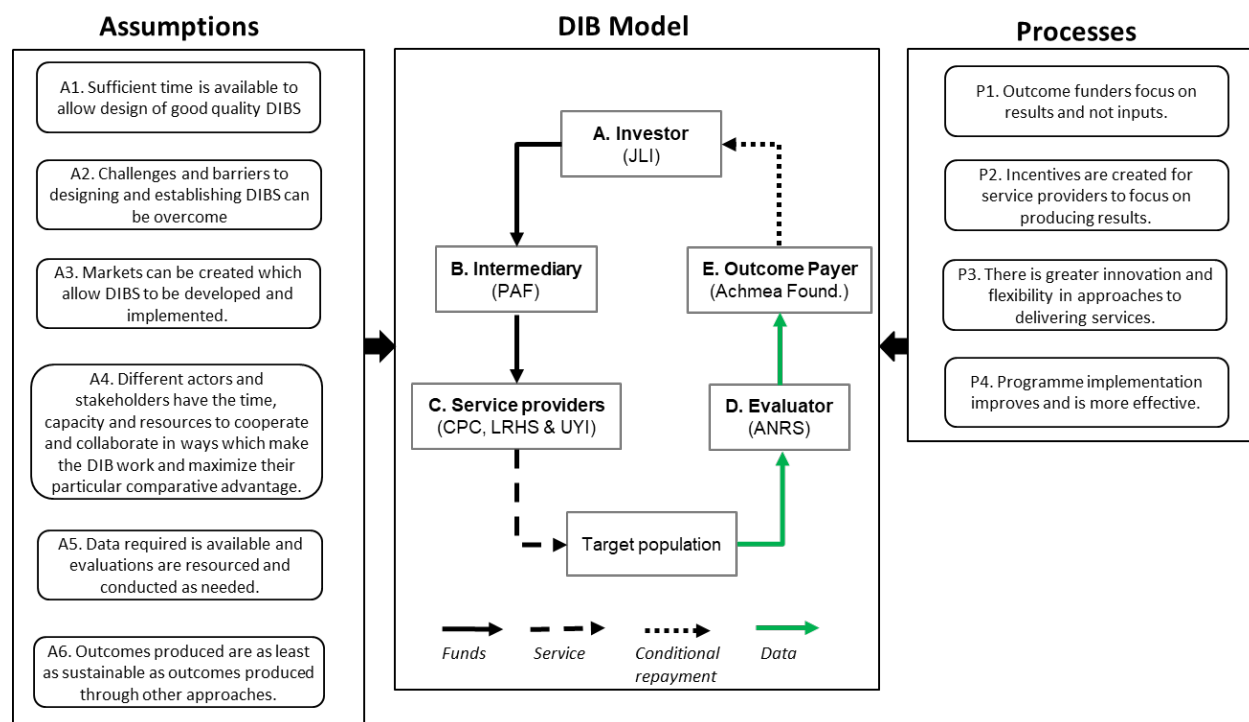 Assumptions
A1. Sufficient time is available to
allow design of good quality DIBS
A2. Challenges and barriers to
designing and establishing DIBS can
be overcome
A3. Markets can be created which
allow DIBS to be developed and
implemented.
A4. Different actors and
stakeholders have the time,
capacity and resources to cooperate
and collaborate in ways which make
the DIB work and maximize their
particular comparative advantage.
A5. Data required is available and
evaluations are resourced and
conducted as needed.
A6. Outcomes produced are as least
as sustainable as outcomes produced
through other approaches.
DIB Model
A. Investor
(JLI)
B. Intermediary
(PAF)
E. Outcome Payer
(Achmea Found.)
C. Service providers
(CPC, LRHS & UYI)
D. Evaluator
(ANRS)
Target population
Funds
Service
Conditional
repayment
Data
Processes
P1. Outcome funders focus on
results and not inputs.
P2. Incentives are created for
service providers to focus on
producing results.
P3. There is greater innovation and
flexibility in approaches to
delivering services.
P4. Programme implementation
improves and is more effective.